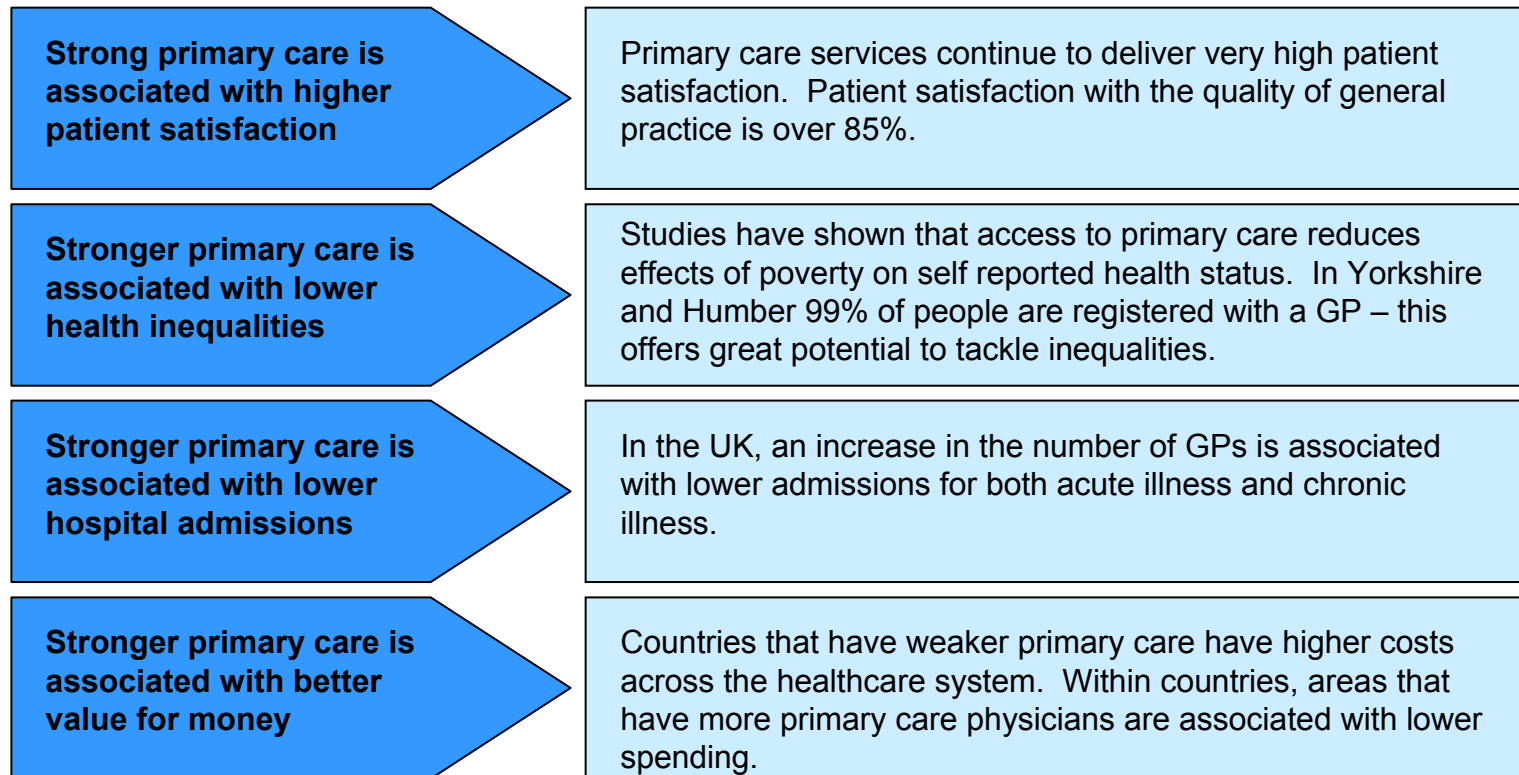 Strong primary care is
associated with higher
patient satisfaction
Primary care services continue to deliver very high patient
satisfaction.  Patient satisfaction with the quality of general
practice is over 85%.
Stronger primary care is
associated with lower
health inequalities
Studies have shown that access to primary care reduces
effects of poverty on self reported health status.  In Yorkshire
and Humber 99% of people are registered with a GP – this
offers great potential to tackle inequalities.
Stronger primary care is
associated with lower
hospital admissions
In the UK, an increase in the number of GPs is associated
with lower admissions for both acute illness and chronic
illness.
Stronger primary care is
associated with better
value for money
Countries that have weaker primary care have higher costs
across the healthcare system.  Within countries, areas that
have more primary care physicians are associated with lower
spending.